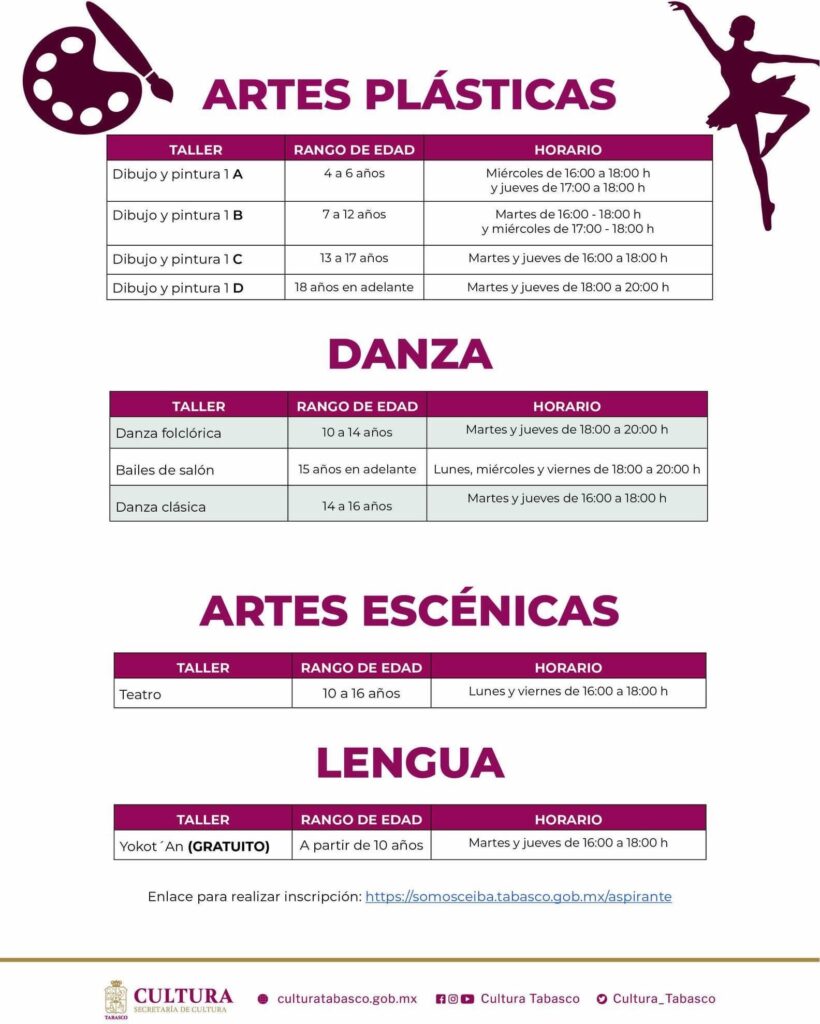 ARTES PLÁSTICAS
TALLER RANGO DE EDAD HORARIO
Dibujo y pintura 1 A 4 a 6 años Miércoles de 16:00 a 18:00 h
y jueves de 17:00 a 18:00 h
Dibujo y pintura 1 B 7 a 12 años Martes de 16:00 - 18:00 h
y miércoles de 17:00 - 18:00 h
Dibujo y pintura 1 C 13 a 17 años Martes y jueves de 16:00 a 18:00 h
Dibujo y pintura 1 D 18 años en adelante Martes y jueves de 18:00 a 20:00 h
DANZA
TALLER RANGO DE EDAD HORARIO
Danza folclórica 10 a 14 años Martes y jueves de 18:00 a 20:00 h
Bailes de salón 15 años en adelante Lunes, miércoles y viernes de 18:00 a 20:00 h
Danza clásica 14 a 16 años Martes y jueves de 16:00 a 18:00 h
ARTES ESCÉNICAS
TALLER RANGO DE EDAD HORARIO
Teatro 10 a 16 años Lunes y viernes de 16:00 a 18:00 h
LENGUA
TALLER RANGO DE EDAD HORARIO
Yokot´An (GRATUITO) A partir de 10 años Martes y jueves de 16:00 a 18:00 h
Enlace para realizar inscripción: https://somosceiba.tabasco.gob.mx/aspirante
TABASCO
CULTURA
SECRETARÍA DE CULTURA
culturatabasco.gob.mx Cultura Tabasco Cultura_Tabasco